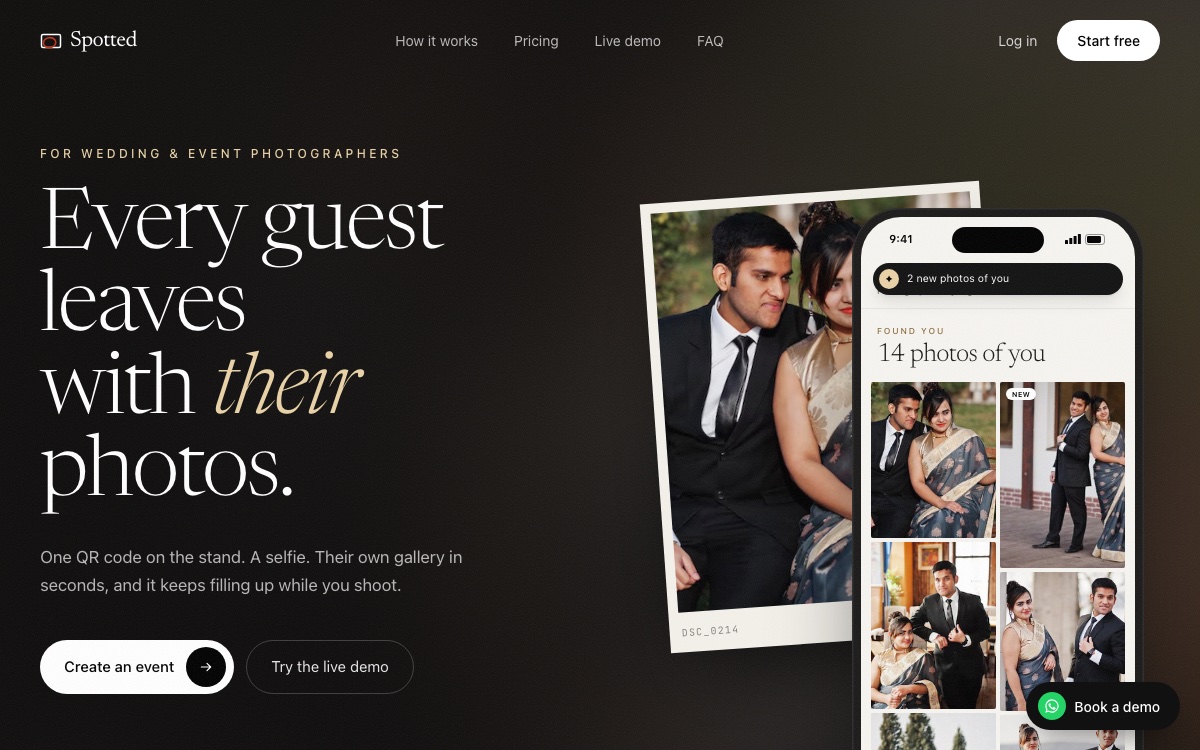 Spotted
How it works
Pricing
Live demo
FAQ
Log in
Start free
FOR WEDDING & EVENT PHOTOGRAPHERS
Every guest
leaves
with their
photos.
One QR code on the stand. A selfie. Their own gallery in
seconds, and it keeps filling up while you shoot.
Create an event →
Try the live demo
DSC_0214
9:41
2 new photos of you
FOUND YOU
14 photos of you
NEW
Book a demo